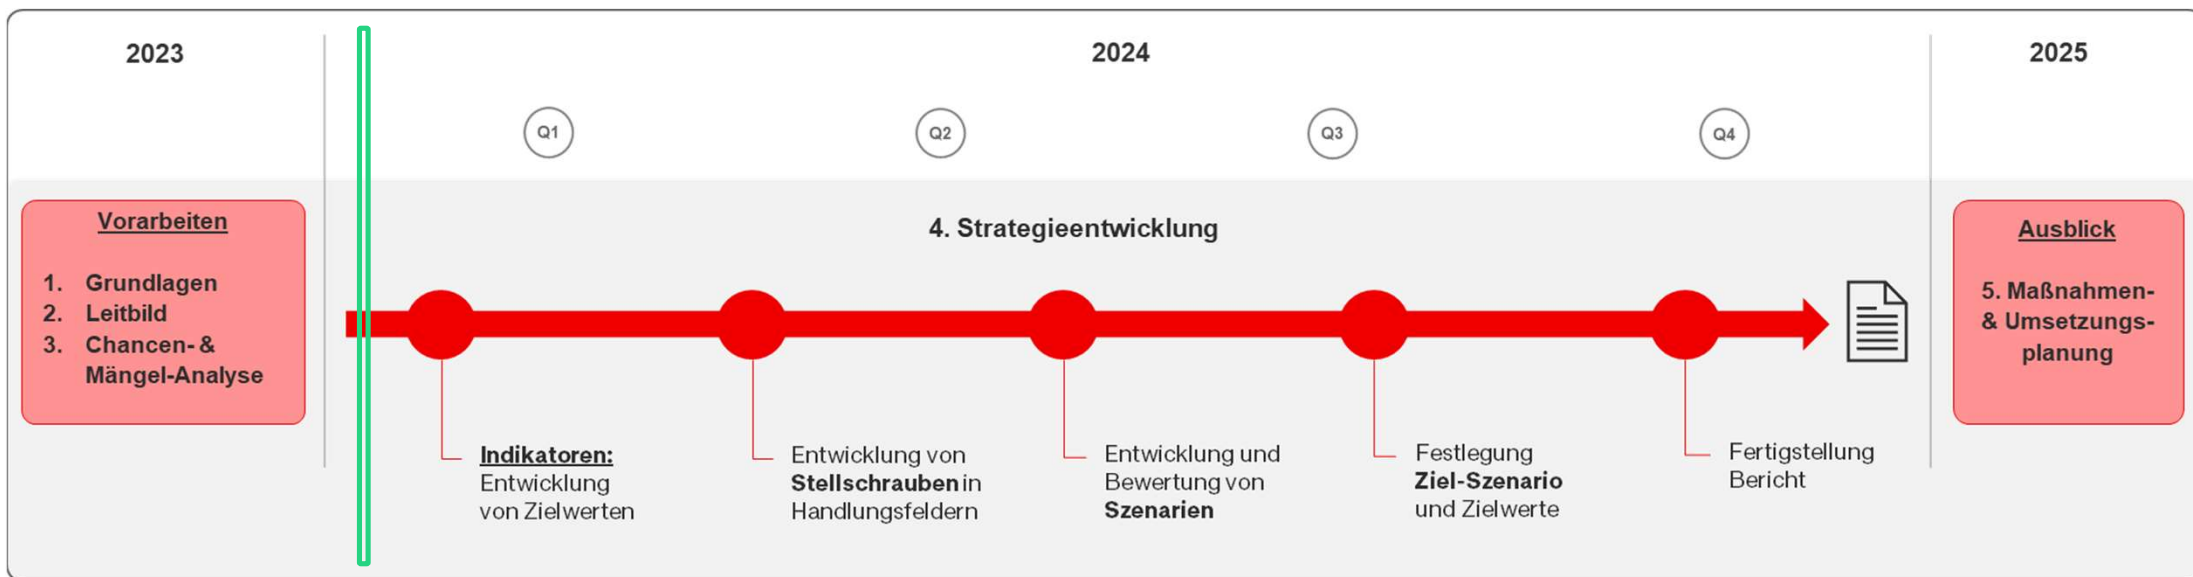 2023
2024
2025
Q1
Q2
Q3
Q4
Vorarbeiten
1. Grundlagen
2. Leitbild
3. Chancen- &
Mängel-Analyse
4. Strategieentwicklung
Indikatoren:
Entwicklung
von Zielwerten
Entwicklung von
Stellschrauben in
Handlungsfeldern
Entwicklung und
Bewertung von
Szenarien
Festlegung
Ziel-Szenario
und Zielwerte
Fertigstellung
Bericht
Ausblick
5. Maßnahmen-
& Umsetzungs-
planung